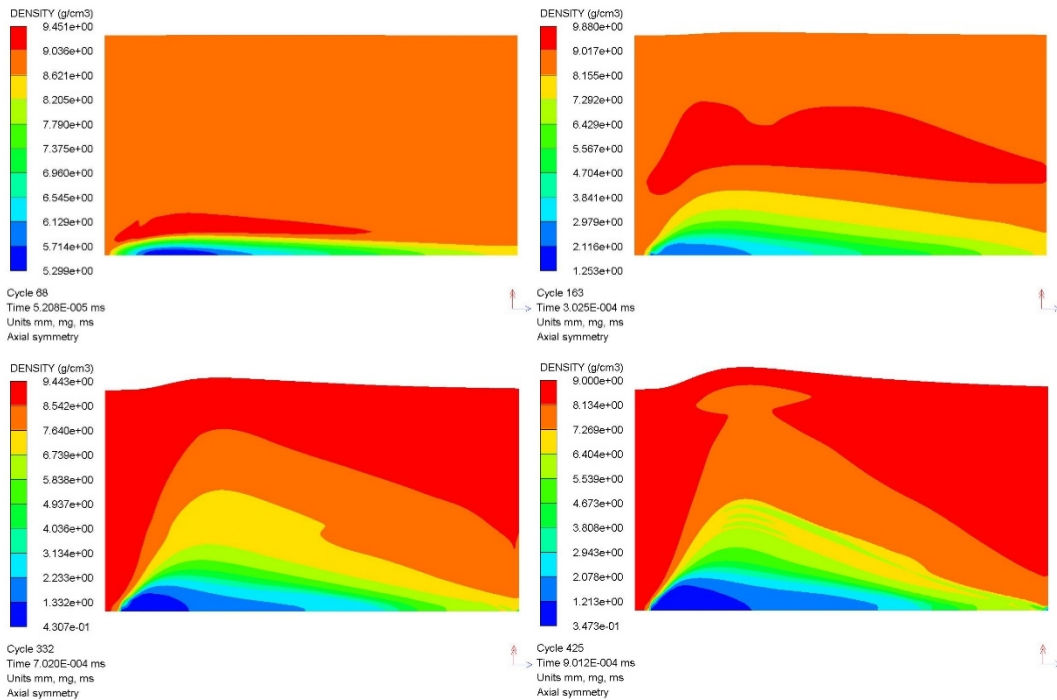 DENSITY (g/cm3)
9.451e+00
9.036e+00
8.621e+00
8.205e+00
7.790e+00
7.375e+00
6.960e+00
6.545e+00
6.129e+00
5.714e+00
5.299e+00
Cycle 68
Time 5.208E-005 ms
Units mm, mg, ms
Axial symmetry
DENSITY (g/cm3)
9.880e+00
9.017e+00
8.155e+00
7.292e+00
6.429e+00
5.567e+00
4.704e+00
3.841e+00
2.979e+00
2.116e+00
1.253e+00
Cycle 163
Time 3.025E-004 ms
Units mm, mg, ms
Axial symmetry
DENSITY (g/cm3)
9.443e+00
8.542e+00
7.640e+00
6.739e+00
5.838e+00
4.937e+00
4.036e+00
3.134e+00
2.233e+00
1.332e+00
4.307e-01
Cycle 332
Time 7.020E-004 ms
Units mm, mg, ms
Axial symmetry
DENSITY (g/cm3)
9.000e+00
8.134e+00
7.269e+00
6.404e+00
5.539e+00
4.673e+00
3.808e+00
2.943e+00
2.078e+00
1.213e+00
3.473e-01
Cycle 425
Time 9.012E-004 ms
Units mm, mg, ms
Axial symmetry